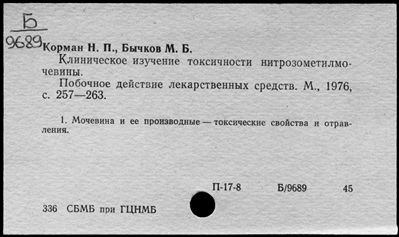 Б
9689
Корман Н. П., Бычков М. Б.
Клиническое изучение токсичности нитрозометилмо-
чевины.
Побочное действие лекарственных средств. М., 1976,
с. 257—263.
1. Мочевина и ее производные — токсические свойства и отрав-
ления.
П-17-8 Б/9689 45
336 СБМБ при ГЦНМБ